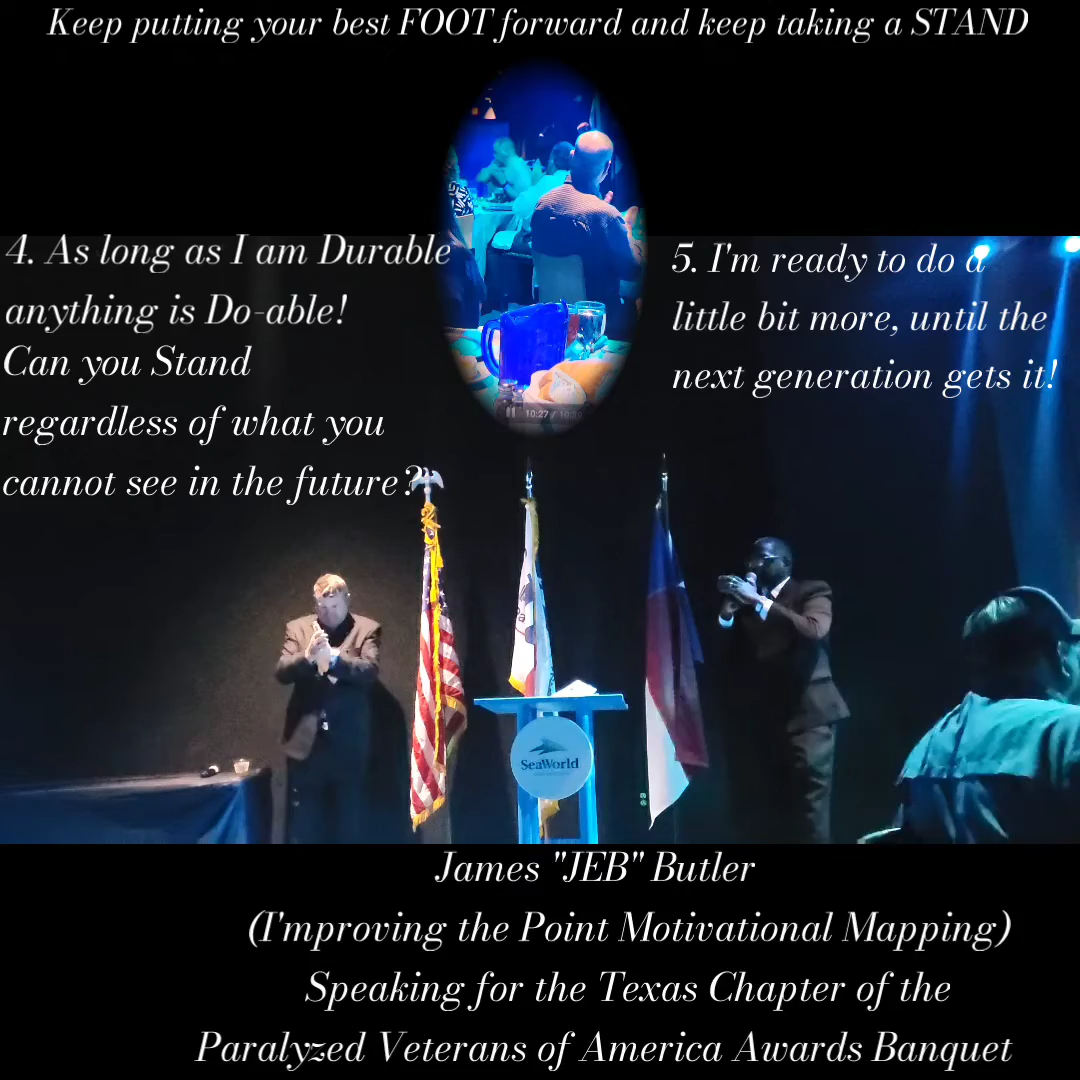 Keep putting your best FOOT forward and keep taking a STAND
4. As long as I am Durable
anything is Do-able!
Can you Stand
regardless of what you
cannot see in the future?"
5. I'm ready to do a
little bit more, until the
next generation gets it!
10:27 /
SeaWorld
James "JEB" Butler
(I'mproving the Point Motivational Mapping)
Speaking for the Texas Chapter of the
Paralyzed Veterans of America Awards Banquet